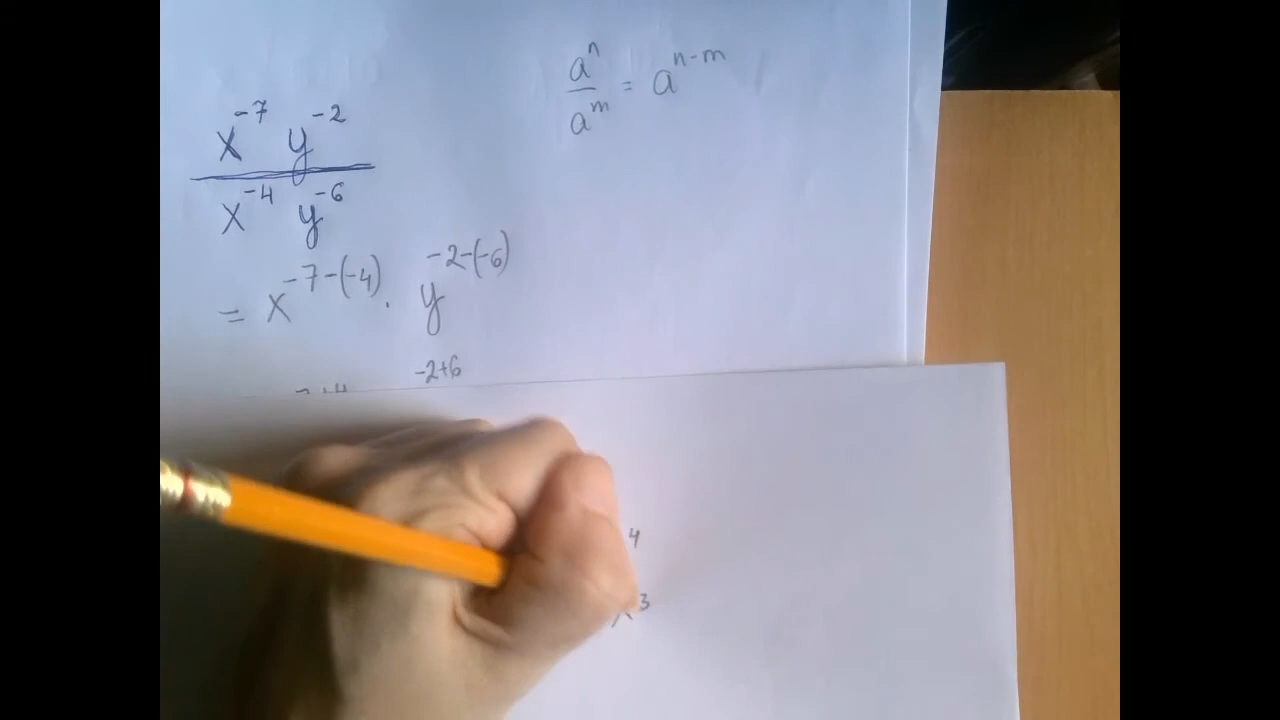 x^{-7} y^{-2}
x^{-4} y^{-6}
a^n
a^m
= a^{n-m}
= x^{-7-(-4)} · y^{-2-(-6)}
-2+6
4
x^3